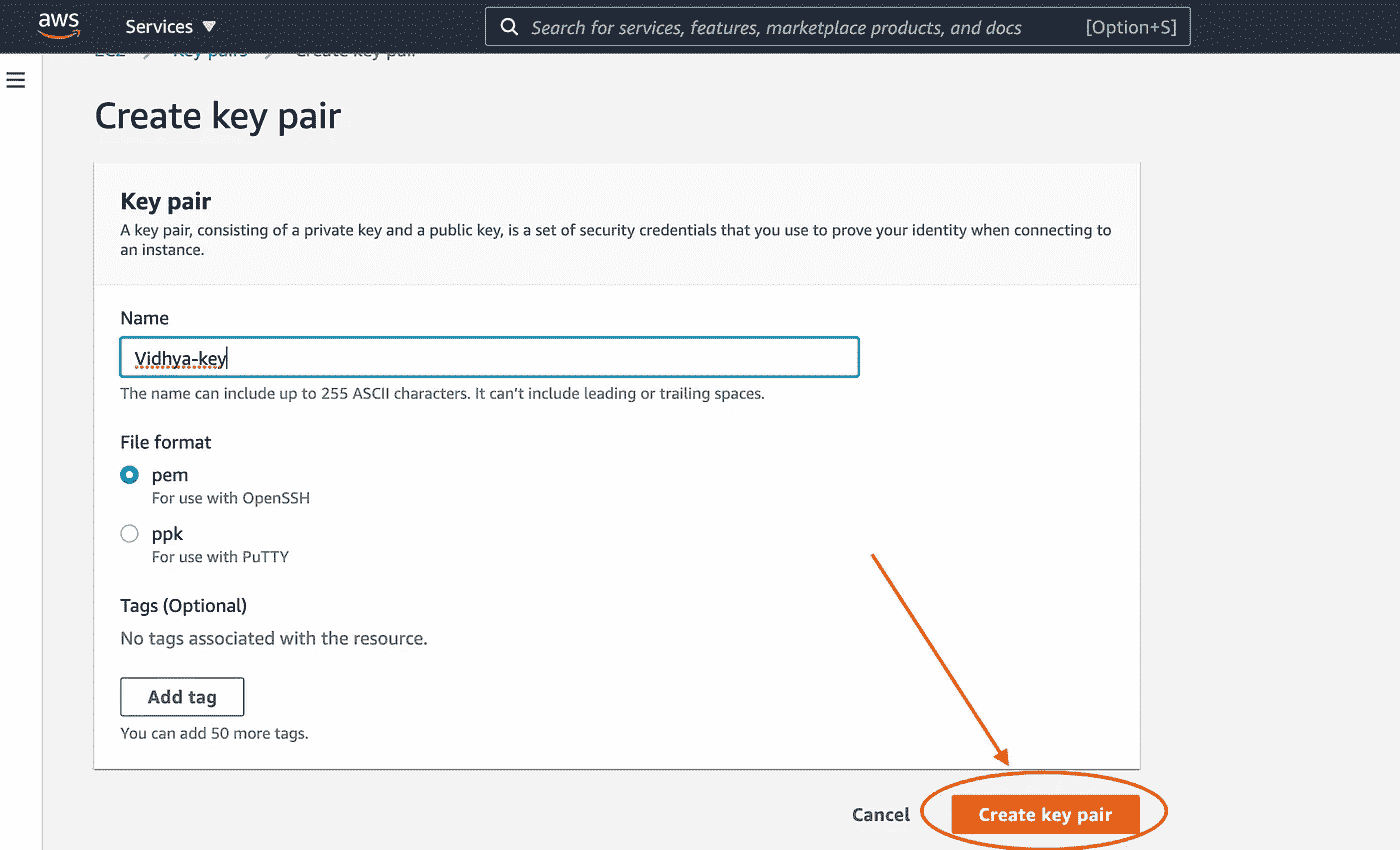 aws
Services ▼
Search for services, features, marketplace products, and docs [Option+S]
EC2 > Key pairs > Create key pair
Create key pair
Key pair
A key pair, consisting of a private key and a public key, is a set of security credentials that you use to prove your identity when connecting to
an instance.
Name
Vidhya-key
The name can include up to 255 ASCII characters. It can't include leading or trailing spaces.
File format
pem
For use with OpenSSH
ppk
For use with PuTTY
Tags (Optional)
No tags associated with the resource.
Add tag
You can add 50 more tags.
Cancel
Create key pair